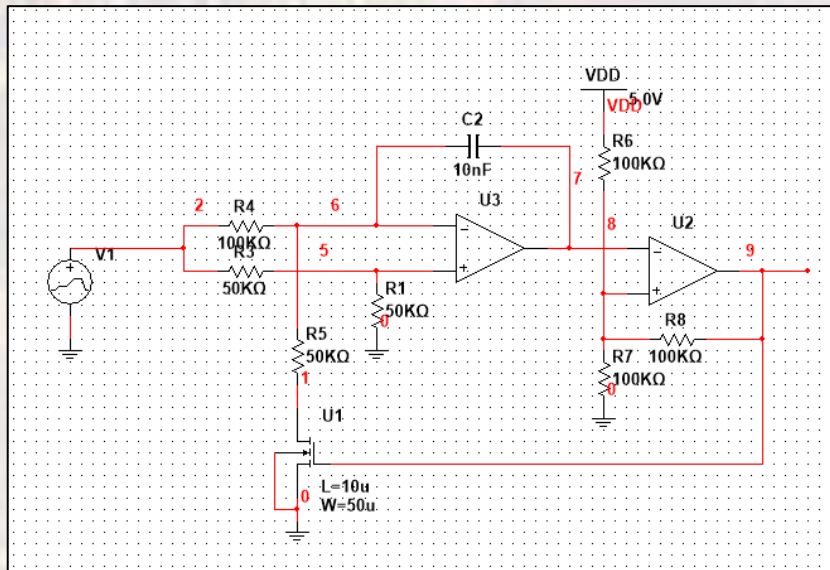 VDD
5.0V
VDD
R6
100KΩ
C2
10nF
7
U3
2
R4
100KΩ
6
8
U2
9
V1
R3
50KΩ
5
R1
50KΩ
0
R8
100KΩ
R5
50KΩ
1
R7
100KΩ
0
U1
L=10u
W=50u
0